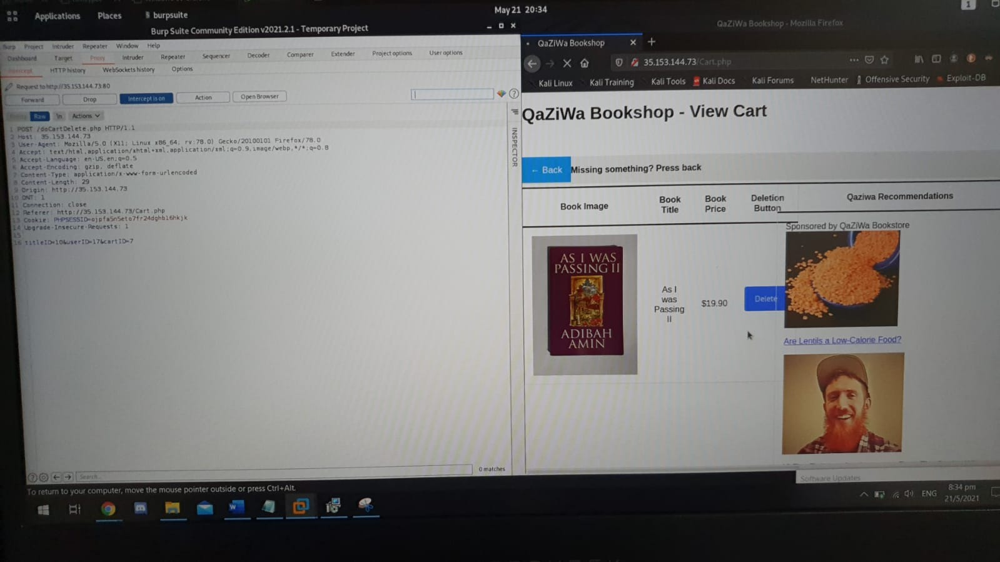 Applications Places $ burpsuite
May 21 20:34
1
Burp Suite Community Edition v2021.2.1 - Temporary Project
Burp Project Intruder Repeater Window Help
Dashboard Target Proxy Intruder Repeater Sequencer Decoder Comparer Extender Project options User options
Intercept HTTP history WebSockets history Options
Request to http://35.153.144.73:80
Forward Drop Intercept is on Action Open Browser
Raw \n Actions
INSPECTOR
1 POST /doCartDelete.php HTTP/1.1
2 Host: 35.153.144.73
3 User-Agent: Mozilla/5.0 (X11; Linux x86_64; rv:78.0) Gecko/20100101 Firefox/78.0
4 Accept: text/html,application/xhtml+xml,application/xml;q=0.9,image/webp,*/*;q=0.8
5 Accept-Language: en-US,en;q=0.5
6 Accept-Encoding: gzip, deflate
7 Content-Type: application/x-www-form-urlencoded
8 Content-Length: 29
9 Origin: http://35.153.144.73
10 DNT: 1
11 Connection: close
12 Referer: http://35.153.144.73/Cart.php
13 Cookie: PHPSESSID=ojpfa5n5eto7fr24dghbl6hkjk
14 Upgrade-Insecure-Requests: 1
15
16 titleID=10&userID=17&cartID=7
Search...
0 matches
QaZiWa Bookshop - Mozilla Firefox
QaZiWa Bookshop
35.153.144.73/Cart.php
Kali Linux Kali Training Kali Tools Kali Docs Kali Forums NetHunter Offensive Security Exploit-DB
QaZiWa Bookshop - View Cart
← Back Missing something? Press back
Book Image
Book Title
Book Price
Deletion Button
Qaziwa Recommendations
Sponsored by QaZiWa Bookstore
AS I WAS
PASSING II
ADIBAH
AMIN
As I
was
Passing
II
$19.90
Delete
Are Lentils a Low-Calorie Food?
Software Updates
To return to your computer, move the mouse pointer outside or press Ctrl+Alt.
ENG
8:34 pm
21/5/2021